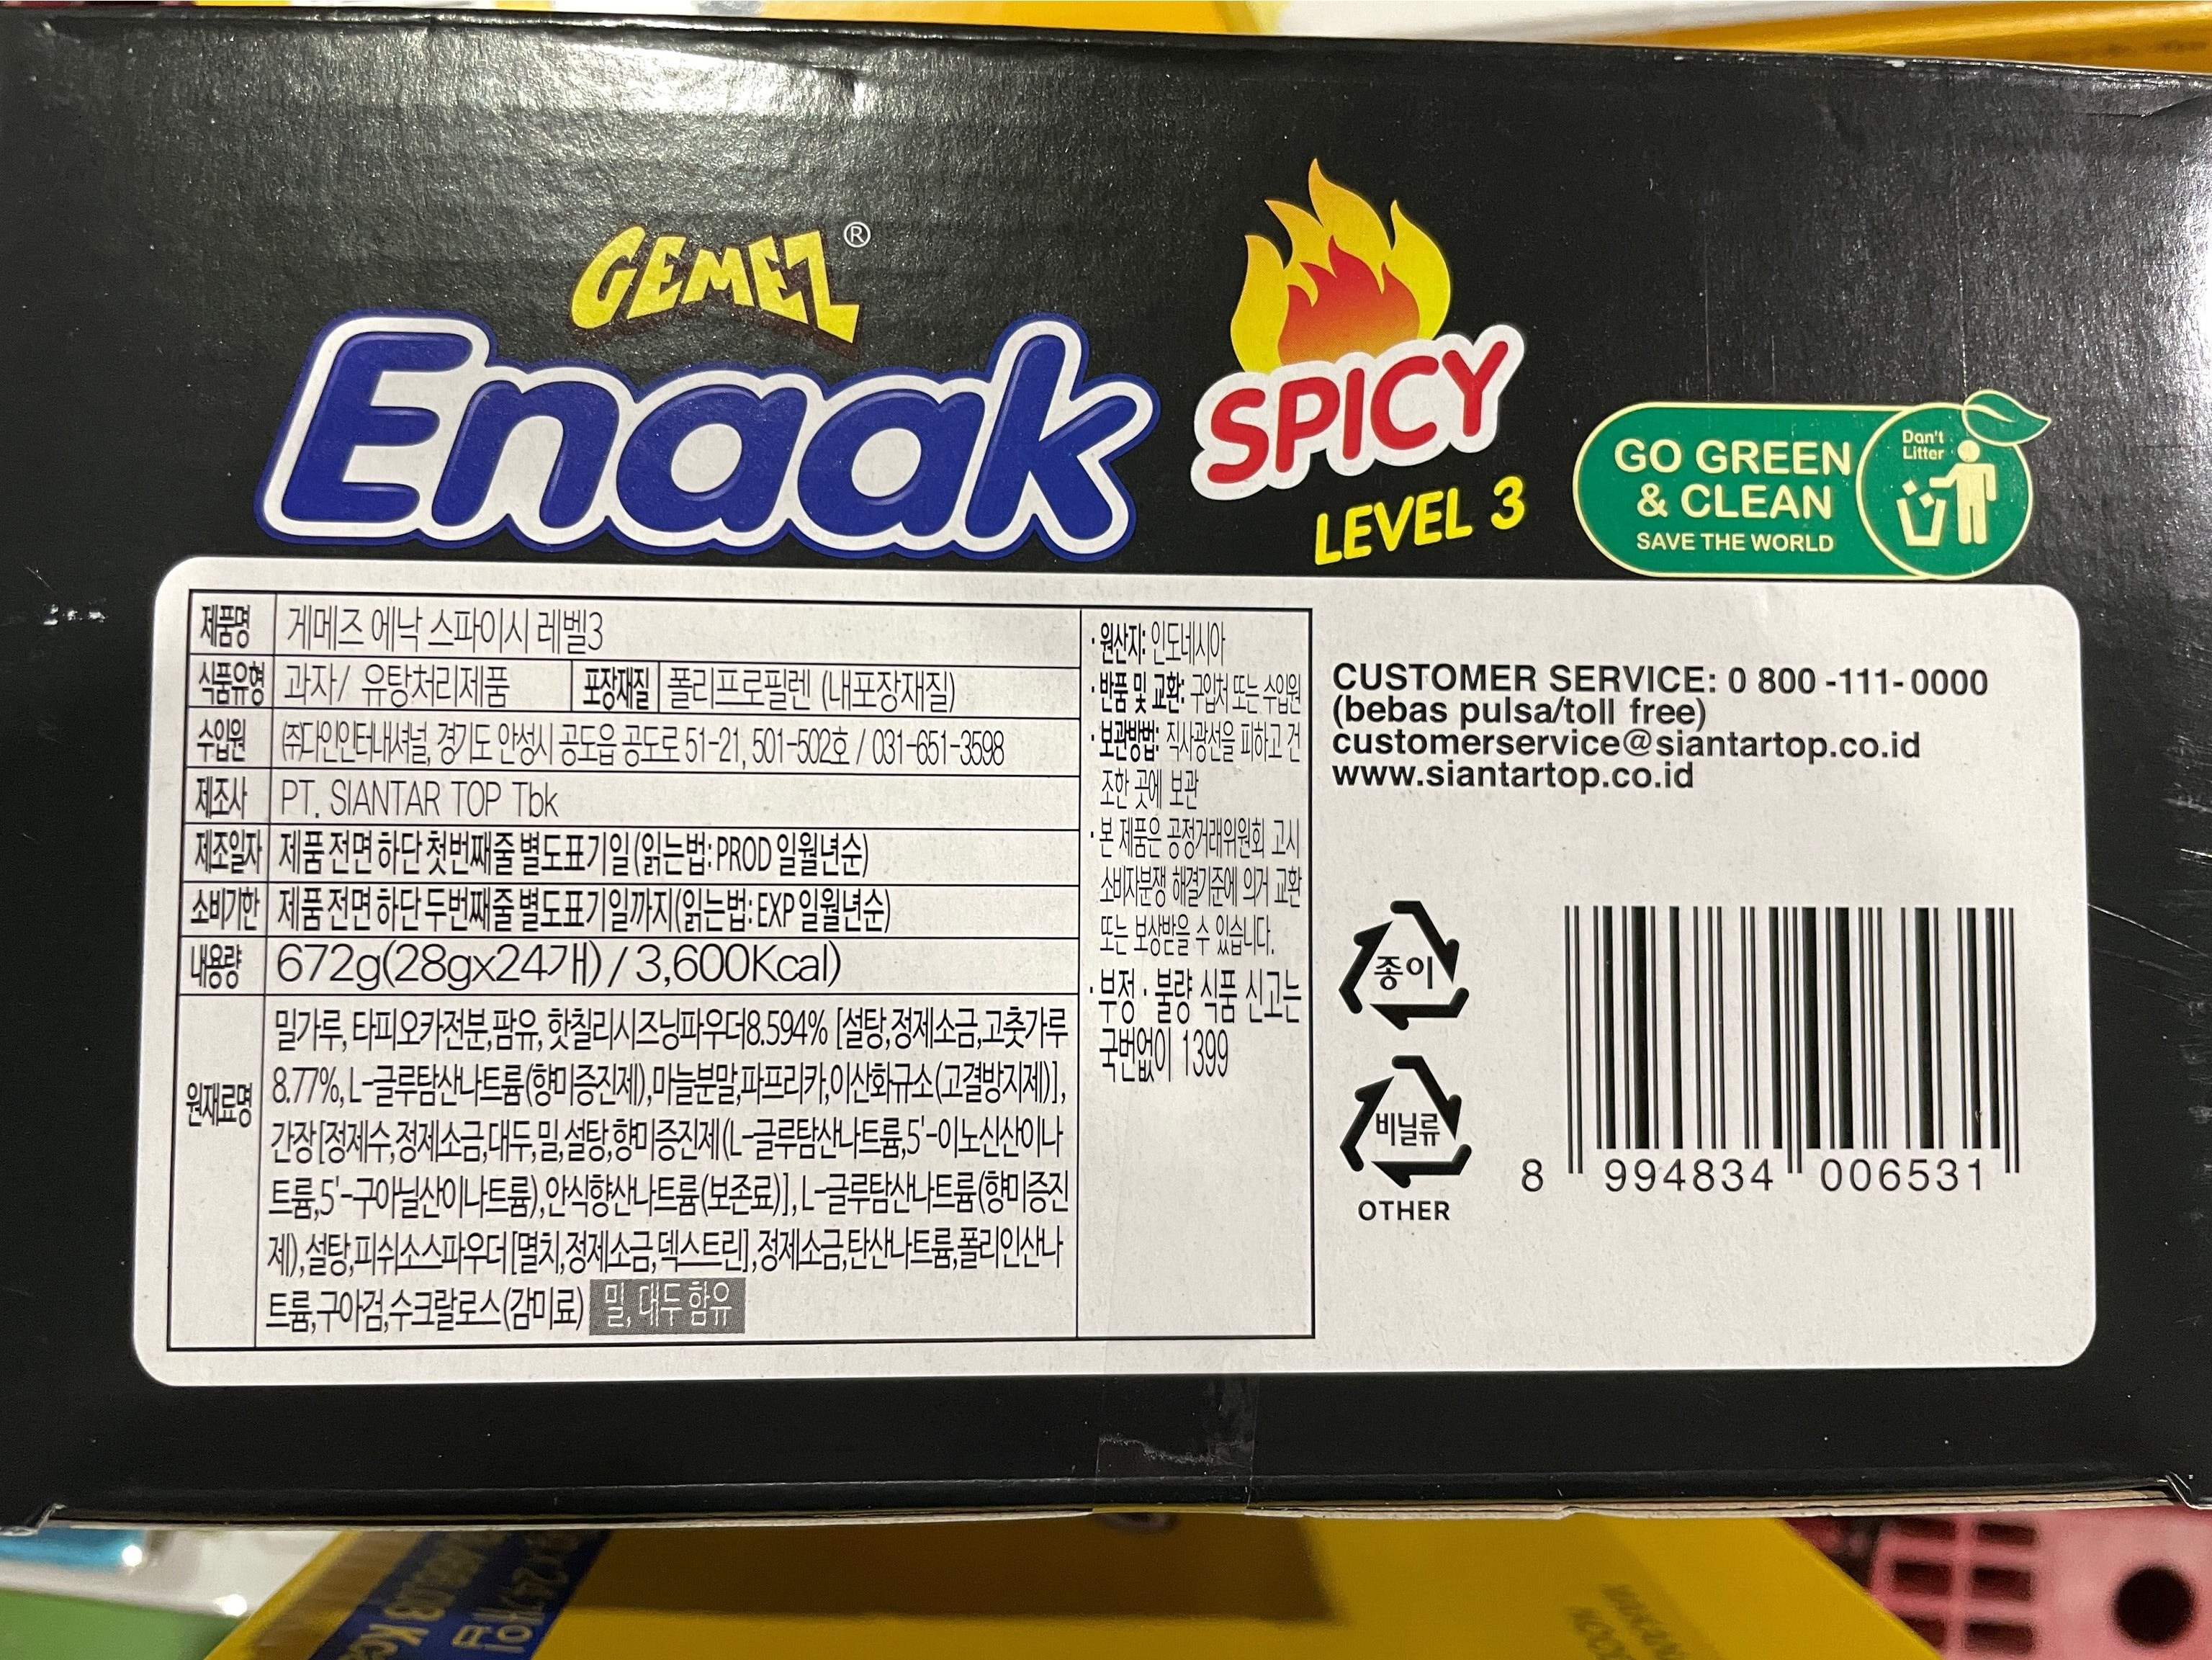 GEMEZ®
Enaak
SPICY
LEVEL 3
GO GREEN
& CLEAN
SAVE THE WORLD
Don't
Litter
제품명 게메즈 에낙 스파이시 레벨3
식품유형 과자/ 유탕처리제품 포장재질 폴리프로필렌 (내포장재질)
수입원 ㈜다인인터내셔널, 경기도 안성시 공도읍 공도로 51-21, 501-502호 / 031-651-3598
제조사 PT. SIANTAR TOP Tbk
제조일자 제품 전면 하단 첫번째줄 별도표기일 (읽는법: PROD 일월년순)
소비기한 제품 전면 하단 두번째줄 별도표기일까지(읽는법: EXP 일월년순)
내용량 672g(28gx24개) / 3,600Kcal)
원재료명
밀가루, 타피오카전분,팜유, 핫칠리시즈닝파우더8.594% [설탕,정제소금,고춧가루
8.77%, L-글루탐산나트륨(향미증진제),마늘분말,파프리카,이산화규소(고결방지제)],
간장[정제수,정제소금,대두,밀,설탕,향미증진제(L-글루탐산나트륨,5'-이노신산이나
트륨,5'-구아닐산이나트륨),안식향산나트륨(보존료)], L-글루탐산나트륨(향미증진
제),설탕,피쉬소스파우더[멸치,정제소금,덱스트린],정제소금,탄산나트륨,폴리인산나
트륨,구아검,수크랄로스(감미료) 밀, 대두 함유
· 원산지: 인도네시아
· 반품 및 교환: 구입처 또는 수입원
· 보관방법: 직사광선을 피하고 건
조한 곳에 보관
· 본 제품은 공정거래위원회 고시
소비자분쟁 해결기준에 의거 교환
또는 보상받을 수 있습니다.
· 부정 · 불량 식품 신고는
국번없이 1399
CUSTOMER SERVICE: 0 800 -111- 0000
(bebas pulsa/toll free)
customerservice@siantartop.co.id
www.siantartop.co.id
종이
비닐류
OTHER
8 994834 006531